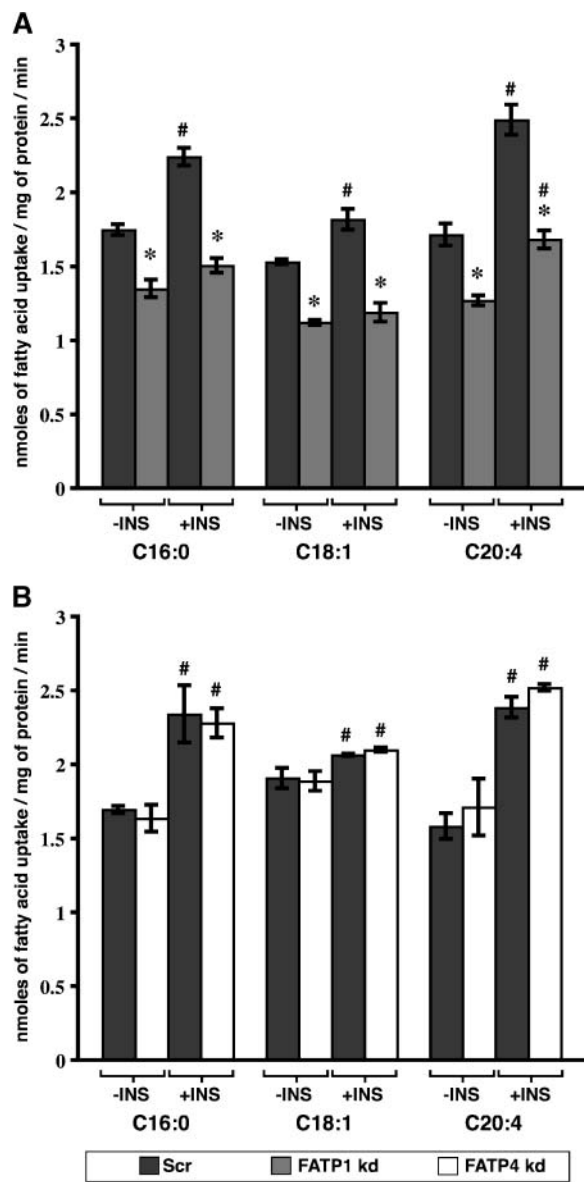 A
nmoles of fatty acid uptake / mg of protein / min
3
2.5
2
1.5
1
0.5
0
#
#
#
#
*
*
*
*
*
*
-INS +INS -INS +INS -INS +INS
C16:0 C18:1 C20:4
B
nmoles of fatty acid uptake / mg of protein / min
3
2.5
2
1.5
1
0.5
0
# # # # # #
-INS +INS -INS +INS -INS +INS
C16:0 C18:1 C20:4
Scr FATP1 kd FATP4 kd